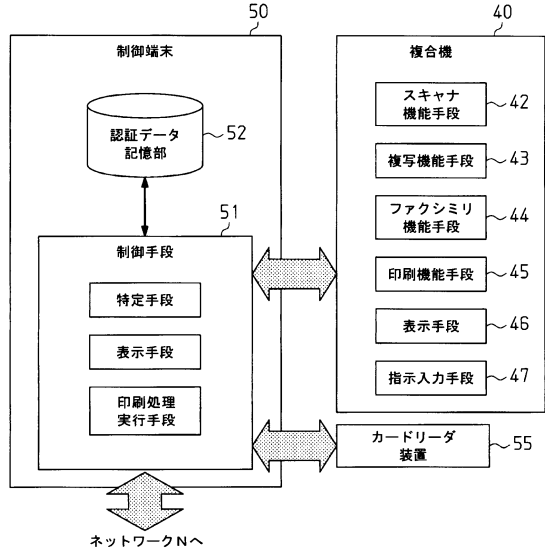 50
制御端末
認証データ
記憶部
52
51
制御手段
特定手段
表示手段
印刷処理
実行手段
ネットワークNへ
40
複合機
スキャナ
機能手段
42
複写機能手段
43
ファクシミリ
機能手段
44
印刷機能手段
45
表示手段
46
指示入力手段
47
カードリーダ
装置
55